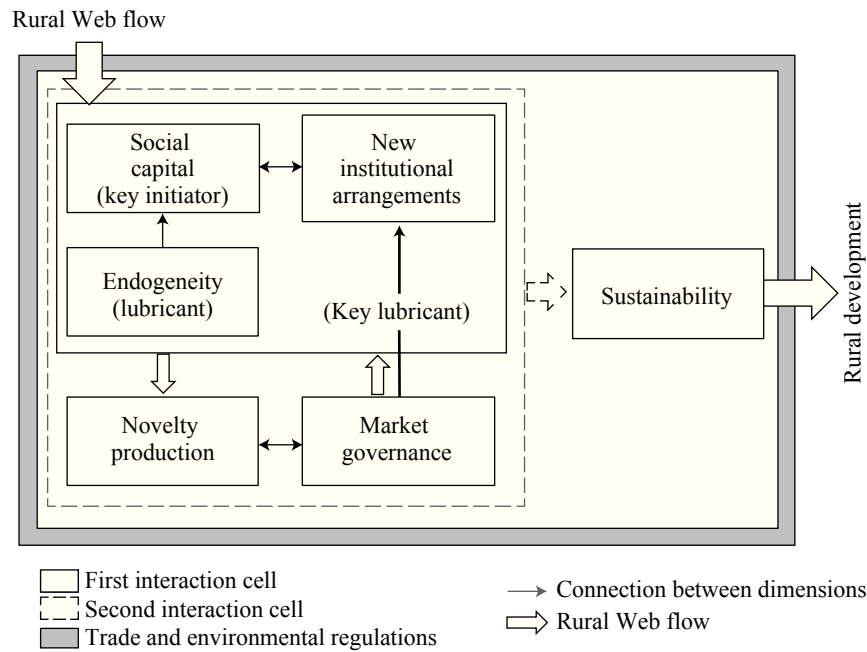 Rural Web flow
Social
capital
(key initiator)
New
institutional
arrangements
Endogeneity
(lubricant)
(Key lubricant)
Sustainability
Rural development
Novelty
production
Market
governance
First interaction cell
Second interaction cell
Trade and environmental regulations
Connection between dimensions
Rural Web flow